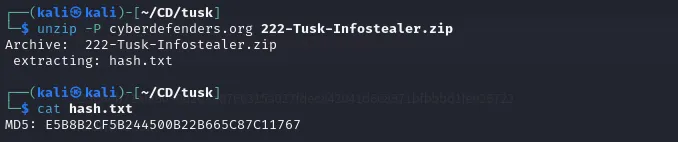 ┌──(kali㉿kali)-[~/CD/tusk]
└─$ unzip -P cyberdefenders.org 222-Tusk-Infostealer.zip
Archive:  222-Tusk-Infostealer.zip
 extracting: hash.txt
┌──(kali㉿kali)-[~/CD/tusk]
└─$ cat hash.txt
MD5: E5B8B2CF5B244500B22B665C87C11767